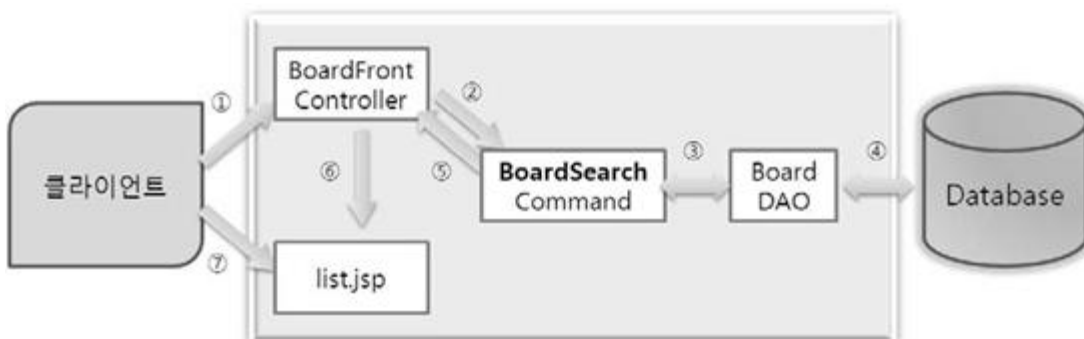 클라이언트
①
BoardFront
Controller
②
⑤
⑥
BoardSearch
Command
③
Board
DAO
④
Database
⑦
list.jsp